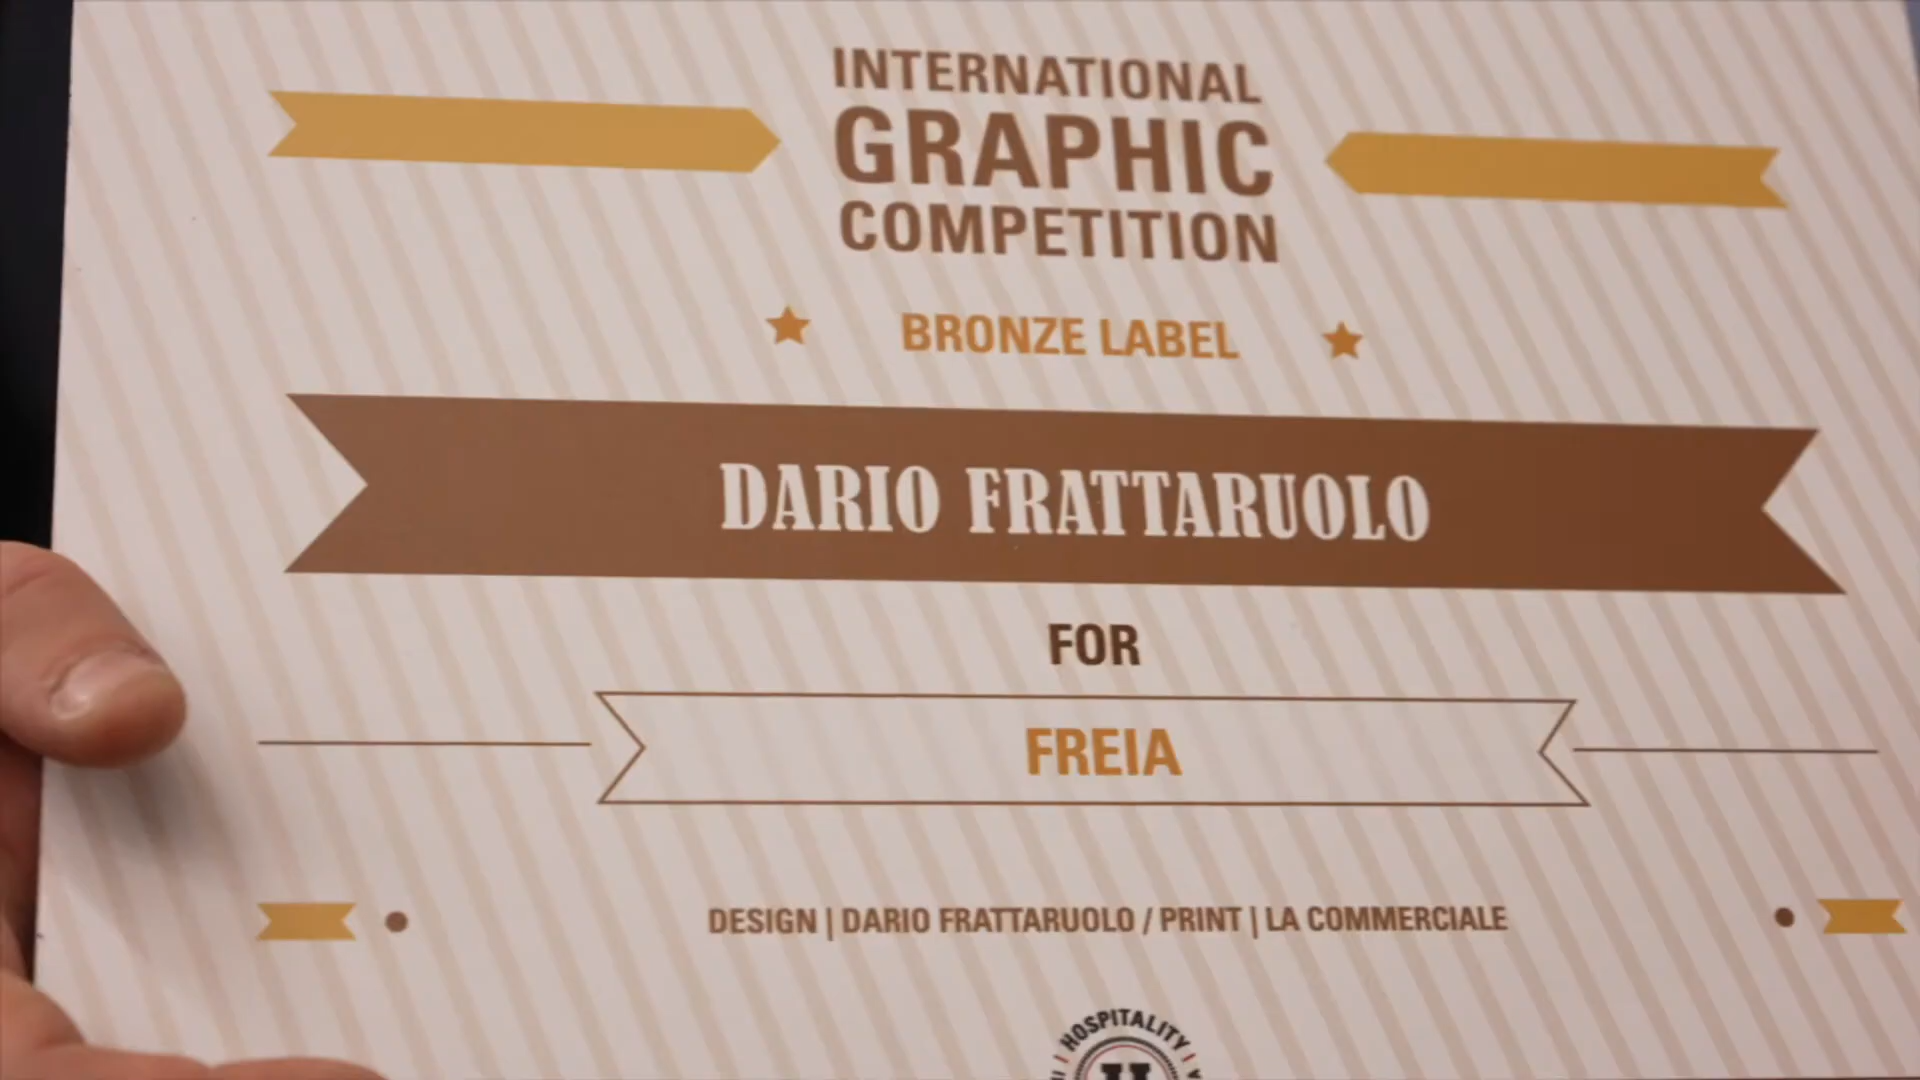 INTERNATIONAL
GRAPHIC
COMPETITION
BRONZE LABEL
DARIO FRATTARUOLO
FOR
FREIA
DESIGN | DARIO FRATTARUOLO / PRINT | LA COMMERCIALE
HOSPITALITY